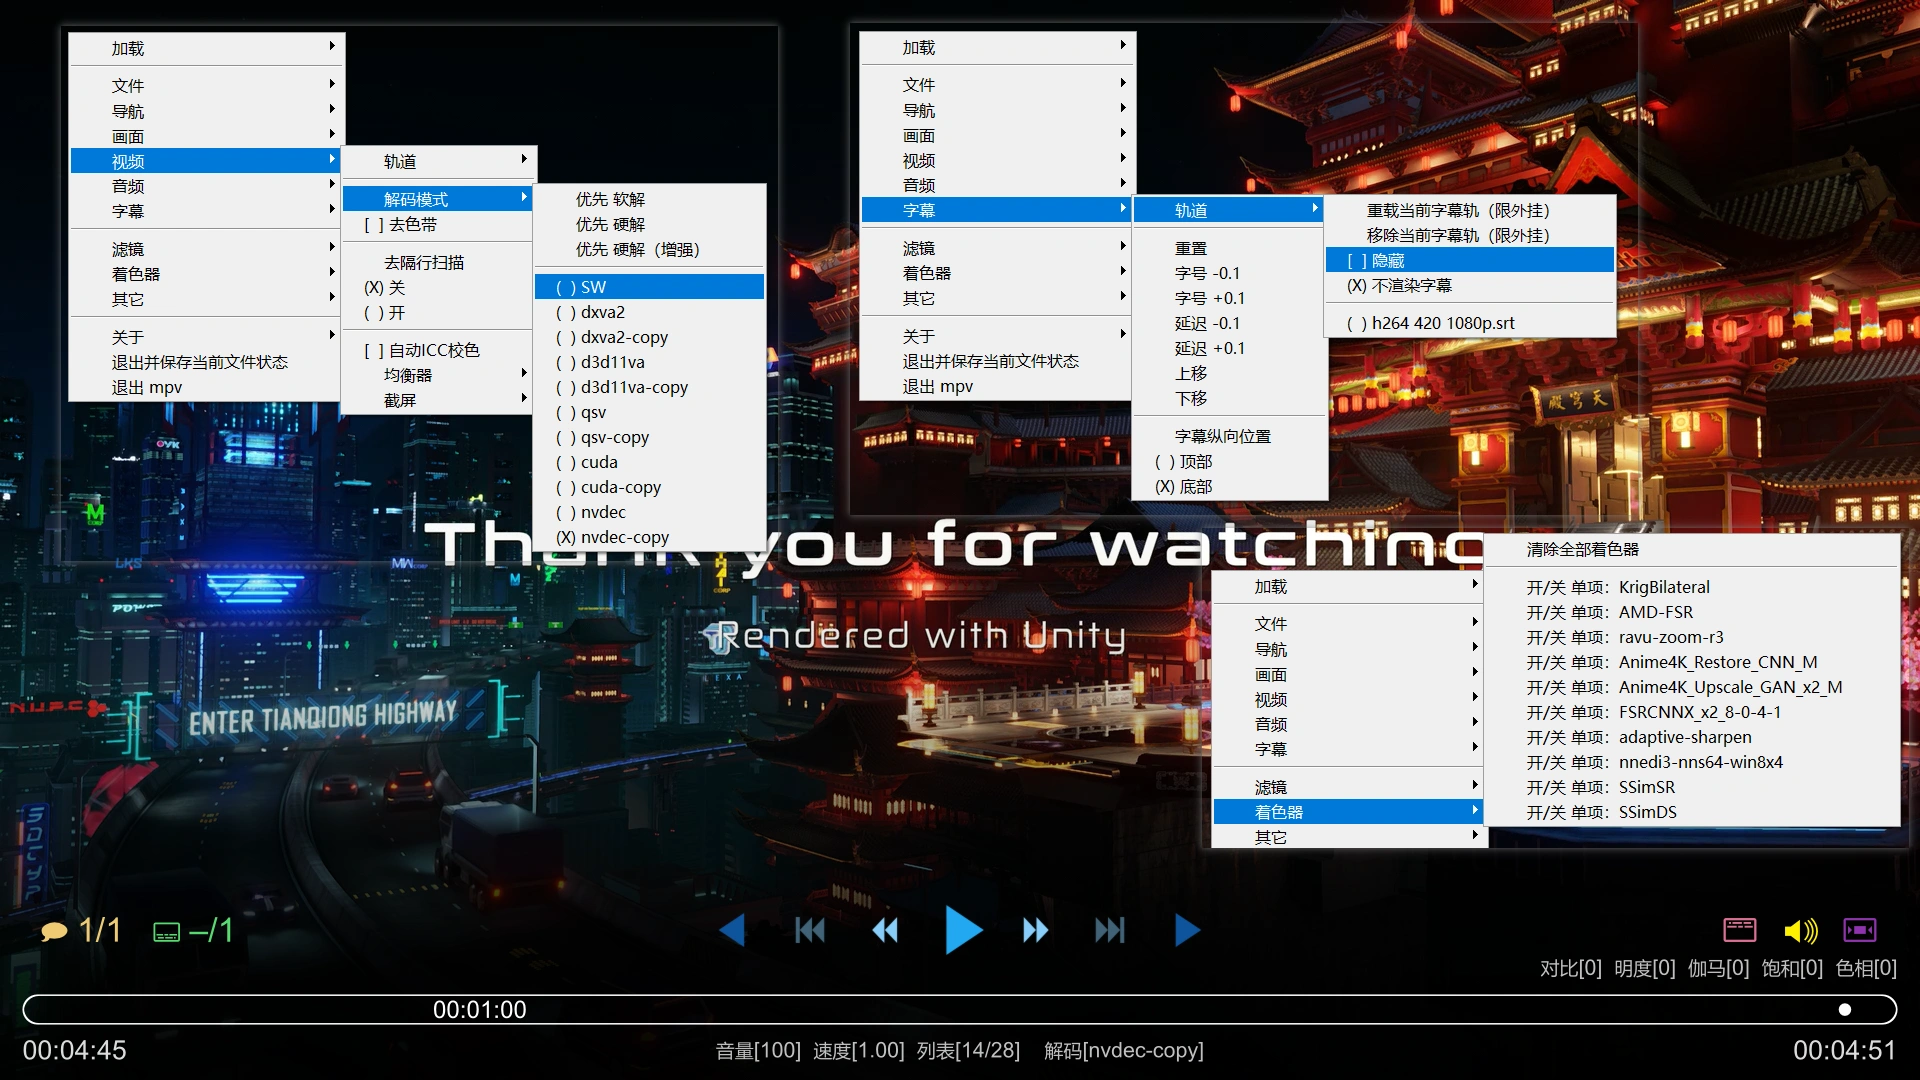 加载
文件
导航
画面
视频
音频
字幕
滤镜
着色器
其它
关于
退出并保存当前文件状态
退出 mpv
轨道
解码模式
[ ] 去色带
去隔行扫描
(X) 关
( ) 开
[ ] 自动ICC校色
均衡器
截屏
优先 软解
优先 硬解
优先 硬解（增强）
( ) SW
( ) dxva2
( ) dxva2-copy
( ) d3d11va
( ) d3d11va-copy
( ) qsv
( ) qsv-copy
( ) cuda
( ) cuda-copy
( ) nvdec
(X) nvdec-copy
加载
文件
导航
画面
视频
音频
字幕
滤镜
着色器
其它
关于
退出并保存当前文件状态
退出 mpv
轨道
重置
字号 -0.1
字号 +0.1
延迟 -0.1
延迟 +0.1
上移
下移
字幕纵向位置
( ) 顶部
(X) 底部
重载当前字幕轨（限外挂）
移除当前字幕轨（限外挂）
[ ] 隐藏
(X) 不渲染字幕
( ) h264 420 1080p.srt
殿宫天
OVK
M
CORP
LKS
MW
M
CORP
POW
Thank you for watching
Rendered with Unity
LEXA
ENTER TIANQIONG HIGHWAY
加载
文件
导航
画面
视频
音频
字幕
滤镜
着色器
其它
清除全部着色器
开/关 单项：KrigBilateral
开/关 单项：AMD-FSR
开/关 单项：ravu-zoom-r3
开/关 单项：Anime4K_Restore_CNN_M
开/关 单项：Anime4K_Upscale_GAN_x2_M
开/关 单项：FSRCNNX_x2_8-0-4-1
开/关 单项：adaptive-sharpen
开/关 单项：nnedi3-nns64-win8x4
开/关 单项：SSimSR
开/关 单项：SSimDS
1/1
–/1
对比[0] 明度[0] 伽马[0] 饱和[0] 色相[0]
00:01:00
00:04:45
音量[100] 速度[1.00] 列表[14/28] 解码[nvdec-copy]
00:04:51